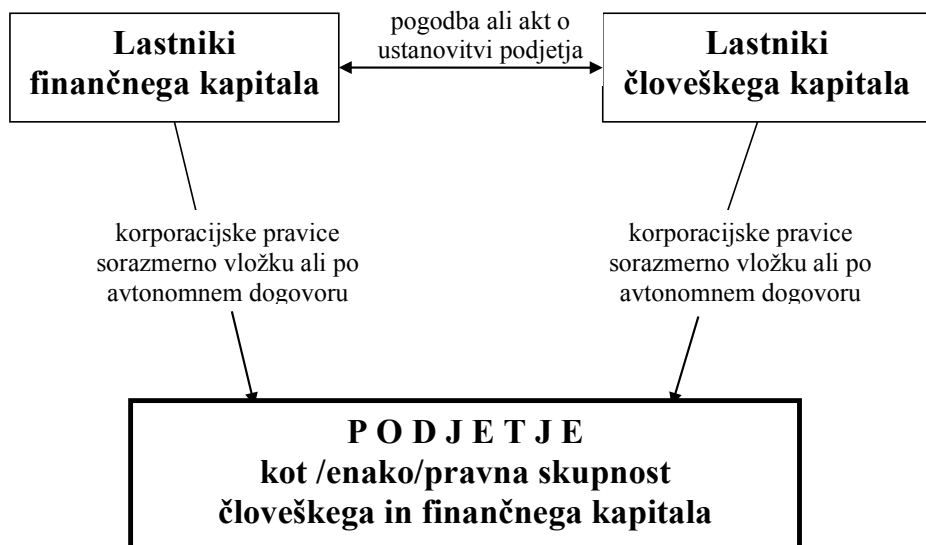 Lastniki
finančnega kapitala
pogodba ali akt o
ustanovitvi podjetja
Lastniki
človeškega kapitala
korporacijske pravice
sorazmerno vložku ali po
avtonomnem dogovoru
korporacijske pravice
sorazmerno vložku ali po
avtonomnem dogovoru
P O D J E T J E
kot /enako/pravna skupnost
človeškega in finančnega kapitala